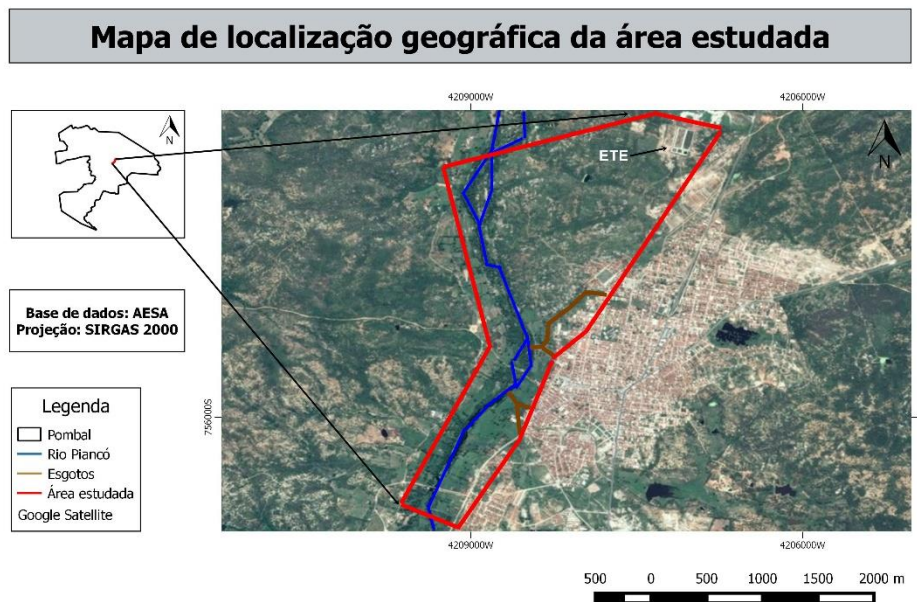 Mapa de localização geográfica da área estudada
4209000W
4206000W
N
N
ETE
Base de dados: AESA
Projeção: SIRGAS 2000
756000S
Legenda
Pombal
Rio Piancó
Esgotos
Área estudada
Google Satellite
4209000W
4206000W
500 0 500 1000 1500 2000 m